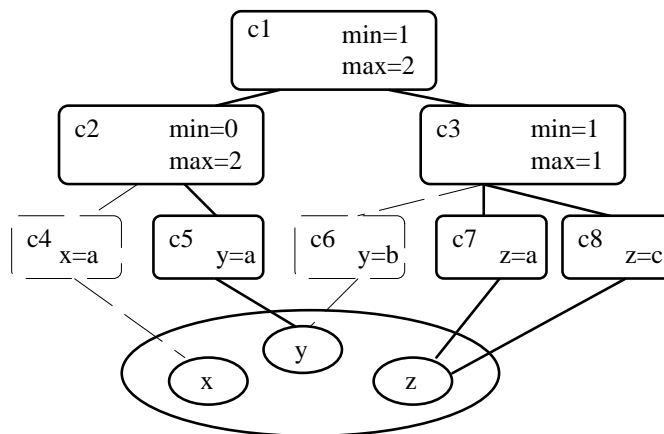 c1 min=1
max=2
c2 min=0
max=2
c3 min=1
max=1
c4
x=a
c5
y=a
c6
y=b
c7
z=a
c8
z=c
y
x
z